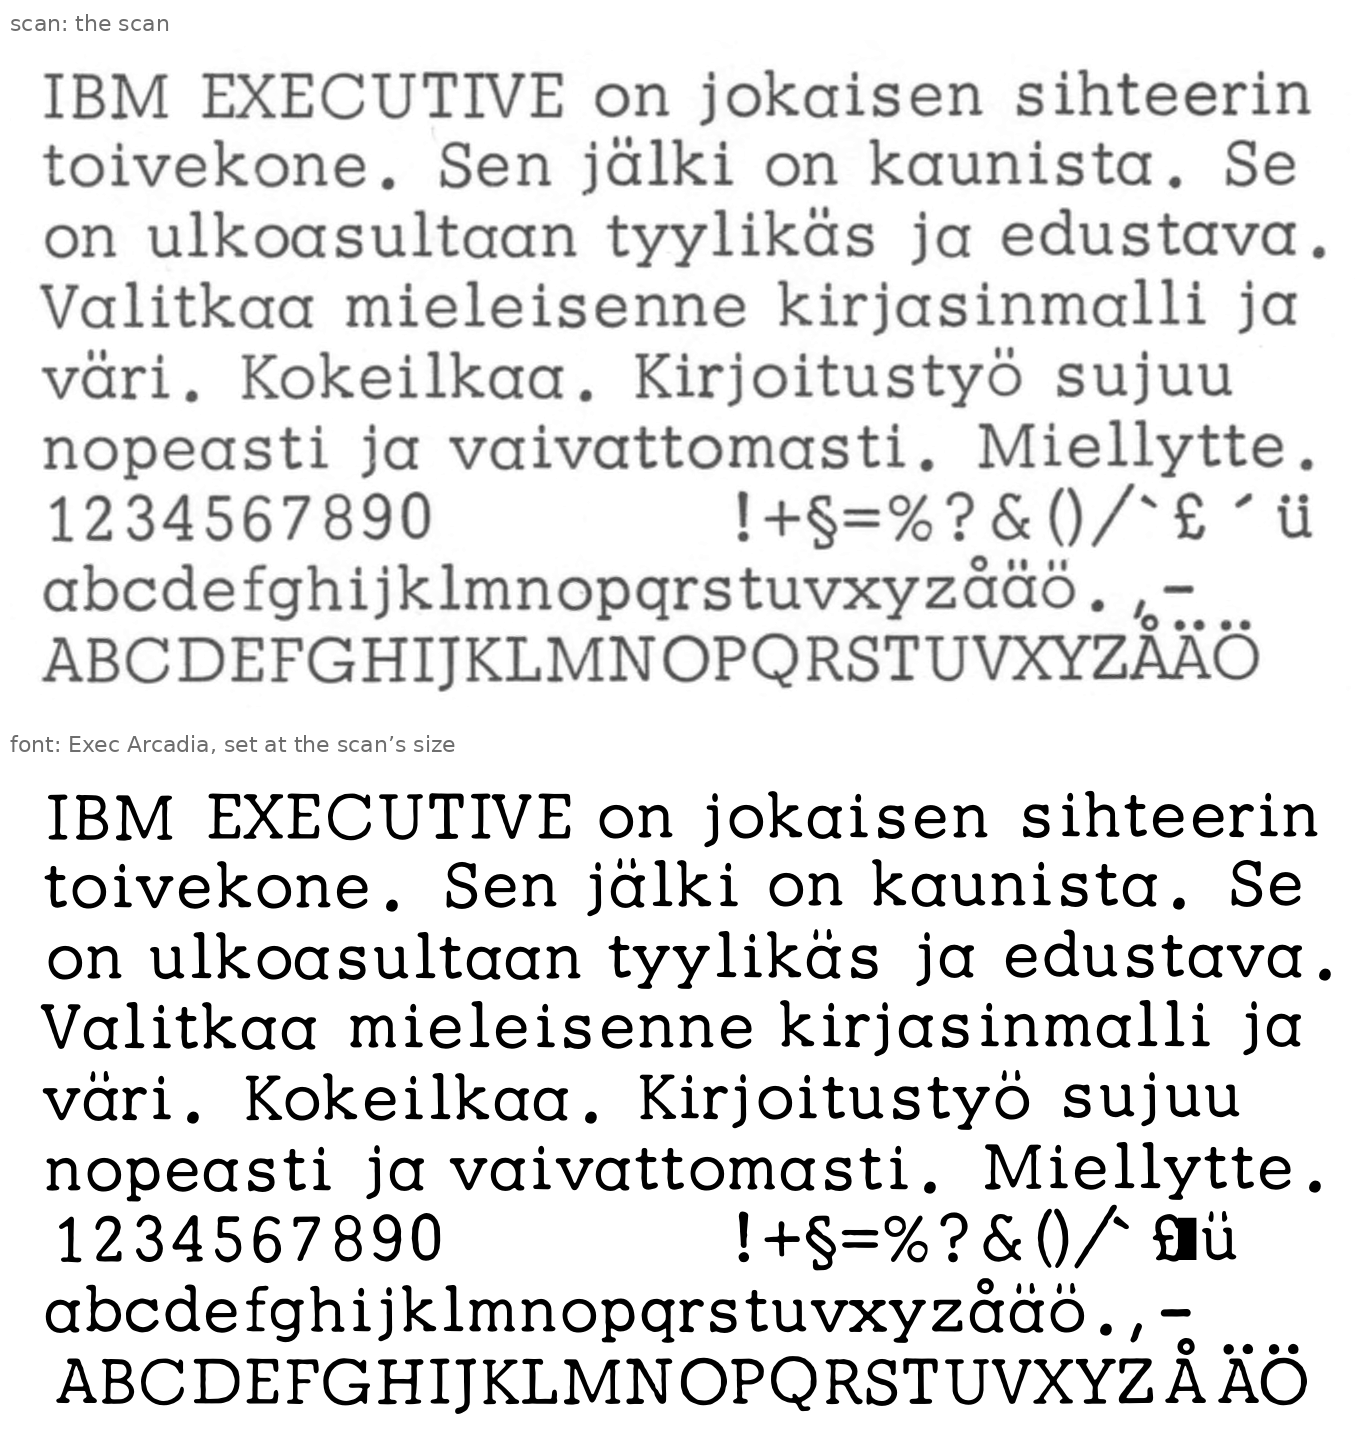 scan: the scan
IBM EXECUTIVE on jokaisen sihteerin
toivekone. Sen jälki on kaunista. Se
on ulkoasultaan tyylikäs ja edustava.
Valitkaa mieleisenne kirjasinmalli ja
väri. Kokeilkaa. Kirjoitustyö sujuu
nopeasti ja vaivattomasti. Miellytte.
1234567890 !+§=%?&()/`£ ´ü
abcdefghijklmnopqrstuvxyzåäö.,-
ABCDEFGHIJKLMNOPQRSTUVXYZÅÄÖ
font: Exec Arcadia, set at the scan’s size
IBM EXECUTIVE on jokaisen sihteerin
toivekone. Sen jälki on kaunista. Se
on ulkoasultaan tyylikäs ja edustava.
Valitkaa mieleisenne kirjasinmalli ja
väri. Kokeilkaa. Kirjoitustyö sujuu
nopeasti ja vaivattomasti. Miellytte.
1234567890 !+§=%?&()/` £■ü
abcdefghijklmnopqrstuvxyzåäö.,-
ABCDEFGHIJKLMNOPQRSTUVXYZÅÄÖ